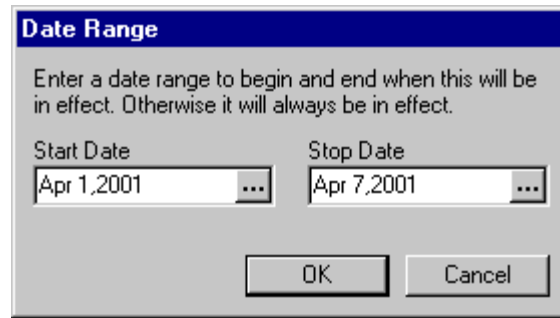 Date Range
Enter a date range to begin and end when this will be
in effect. Otherwise it will always be in effect.
Start Date Stop Date
Apr 1,2001 ... Apr 7,2001 ...
OK Cancel